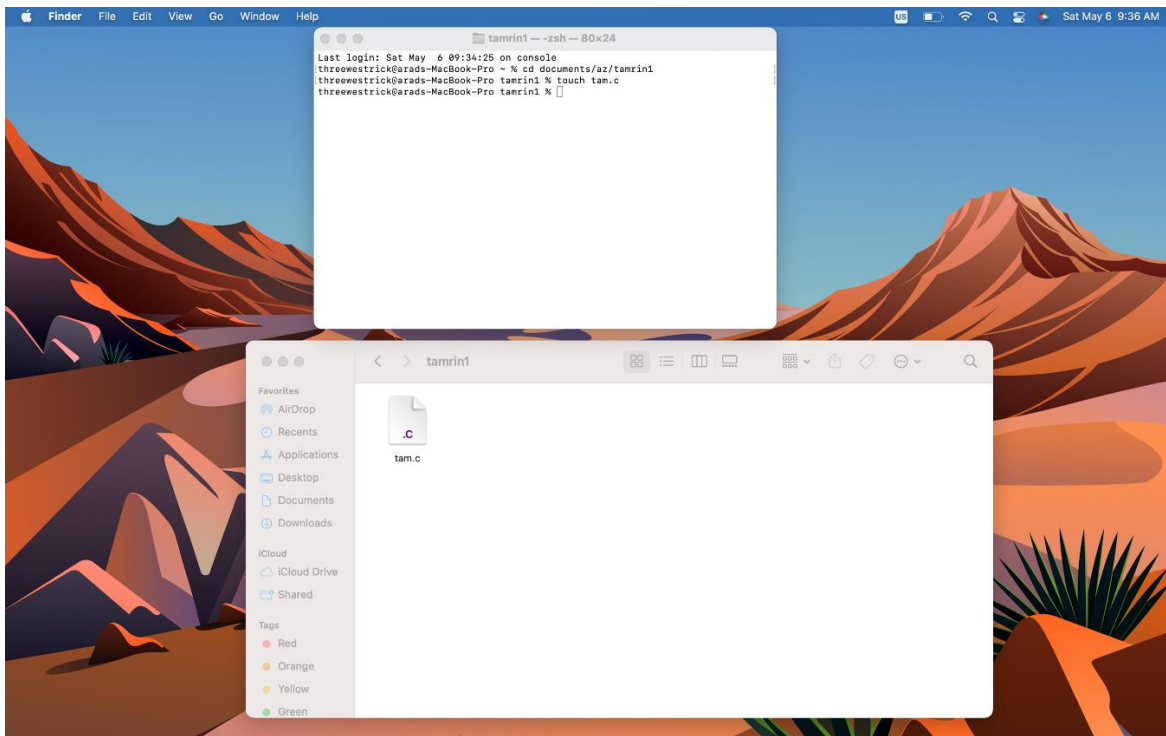 Finder File Edit View Go Window Help US Sat May 6 9:36 AM
tamrin1 — -zsh — 80×24
Last login: Sat May  6 09:34:25 on console
[threewestrick@arads-MacBook-Pro ~ % cd documents/az/tamrin1 ]
[threewestrick@arads-MacBook-Pro tamrin1 % touch tam.c ]
threewestrick@arads-MacBook-Pro tamrin1 %
tamrin1
Favorites
AirDrop
Recents
Applications
Desktop
Documents
Downloads
iCloud
iCloud Drive
Shared
Tags
Red
Orange
Yellow
Green
.C
tam.c